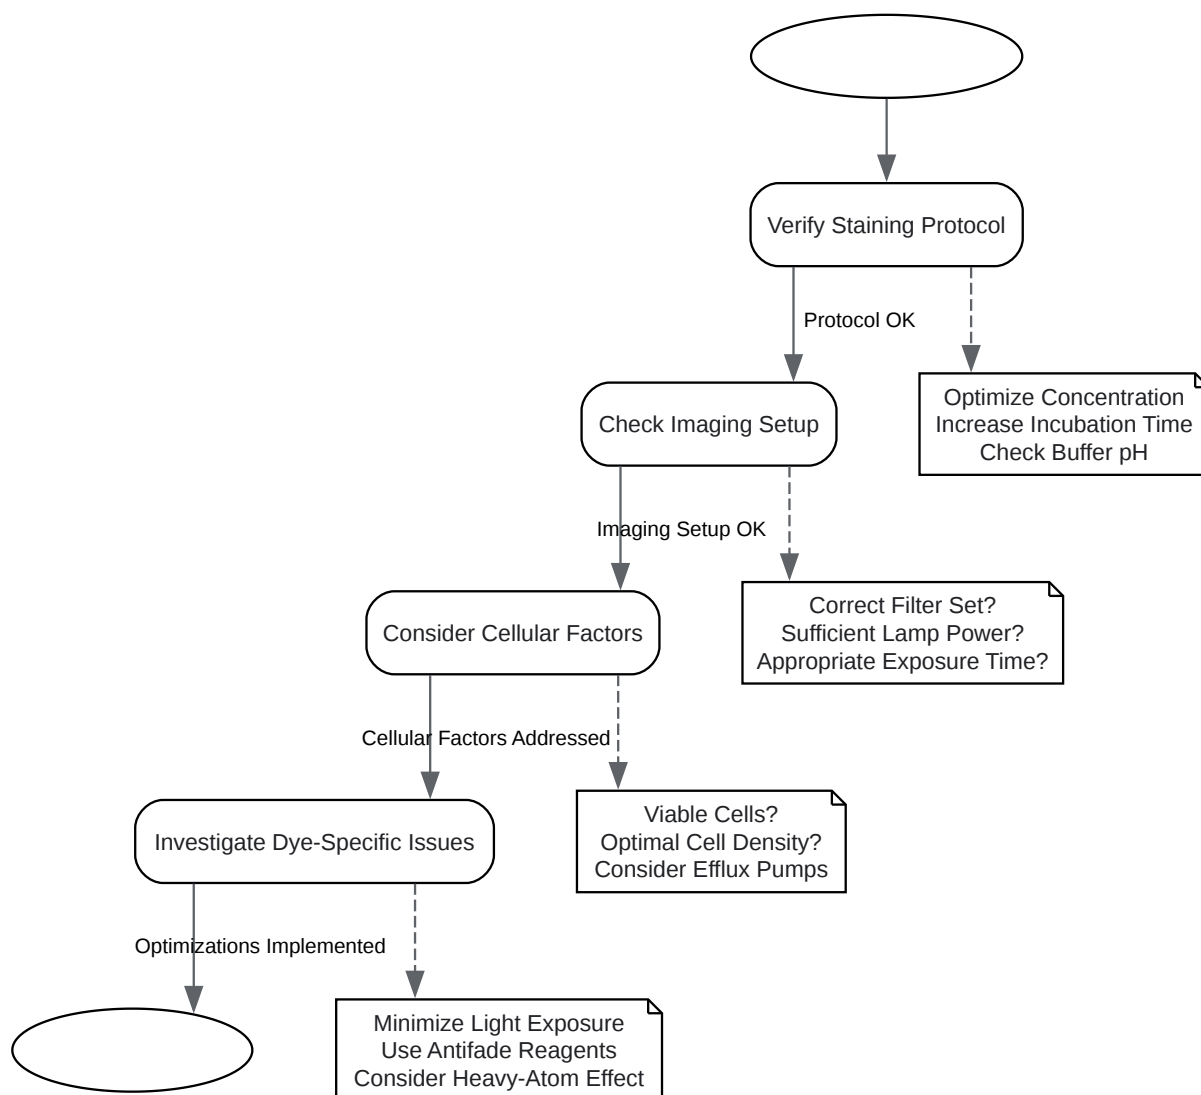 Verify Staining Protocol
Protocol OK
Optimize Concentration
Increase Incubation Time
Check Buffer pH
Check Imaging Setup
Imaging Setup OK
Correct Filter Set?
Sufficient Lamp Power?
Appropriate Exposure Time?
Consider Cellular Factors
Cellular Factors Addressed
Viable Cells?
Optimal Cell Density?
Consider Efflux Pumps
Investigate Dye-Specific Issues
Optimizations Implemented
Minimize Light Exposure
Use Antifade Reagents
Consider Heavy-Atom Effect